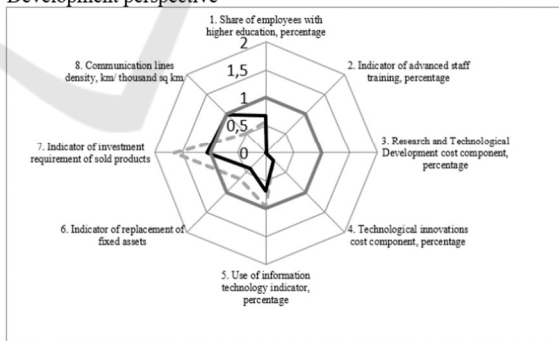 Development perspective
1. Share of employees with
higher education, percentage
2
8. Communication lines
density, km/ thousand sq km
1,5
2. Indicator of advanced staff
training, percentage
1
0,5
7. Indicator of investment
requirement of sold products
0
3. Research and Technological
Development cost component,
percentage
6. Indicator of replacement of
fixed assets
4. Technological innovations
cost component, percentage
5. Use of information
technology indicator,
percentage